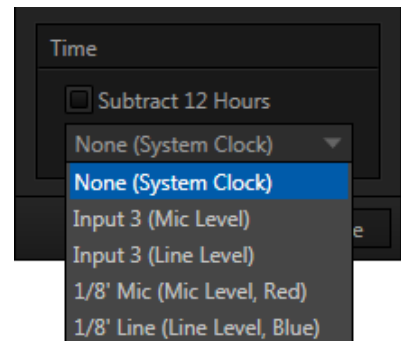 Time
Subtract 12 Hours
None (System Clock)
None (System Clock)
Input 3 (Mic Level)
Input 3 (Line Level)
1/8' Mic (Mic Level, Red)
1/8' Line (Line Level, Blue)